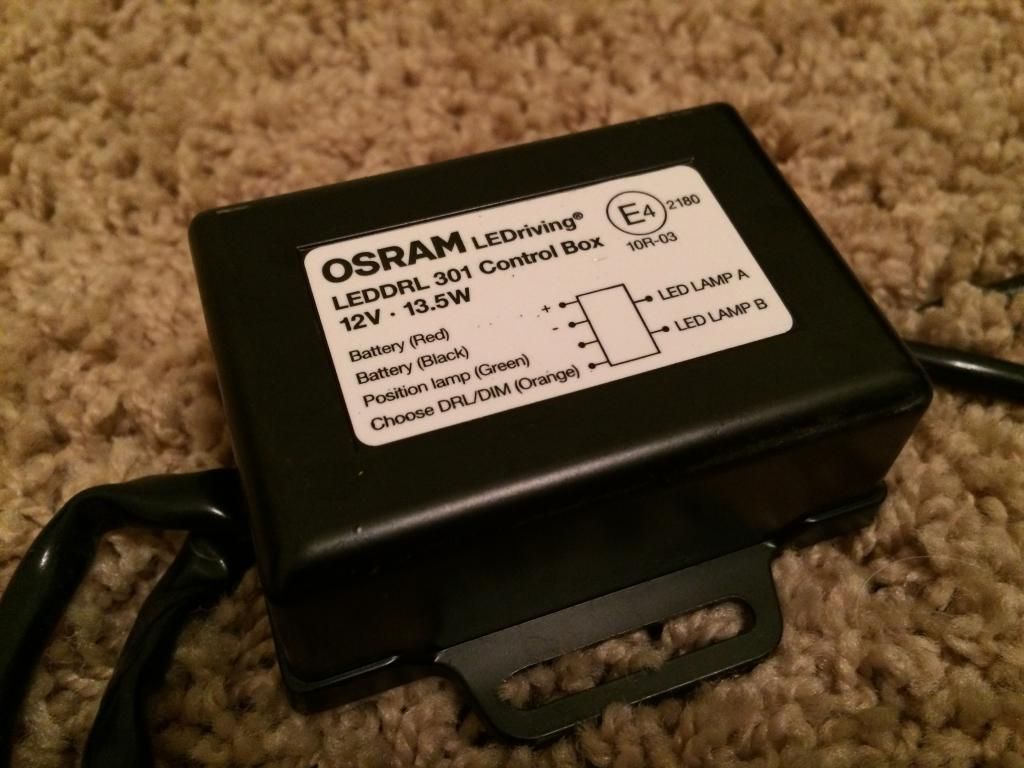 OSRAM LEDriving®
LEDDRL 301 Control Box
12V · 13.5W
E4 2180
10R-03
Battery (Red) +
Battery (Black) -
Position lamp (Green)
Choose DRL/DIM (Orange)
LED LAMP A
LED LAMP B